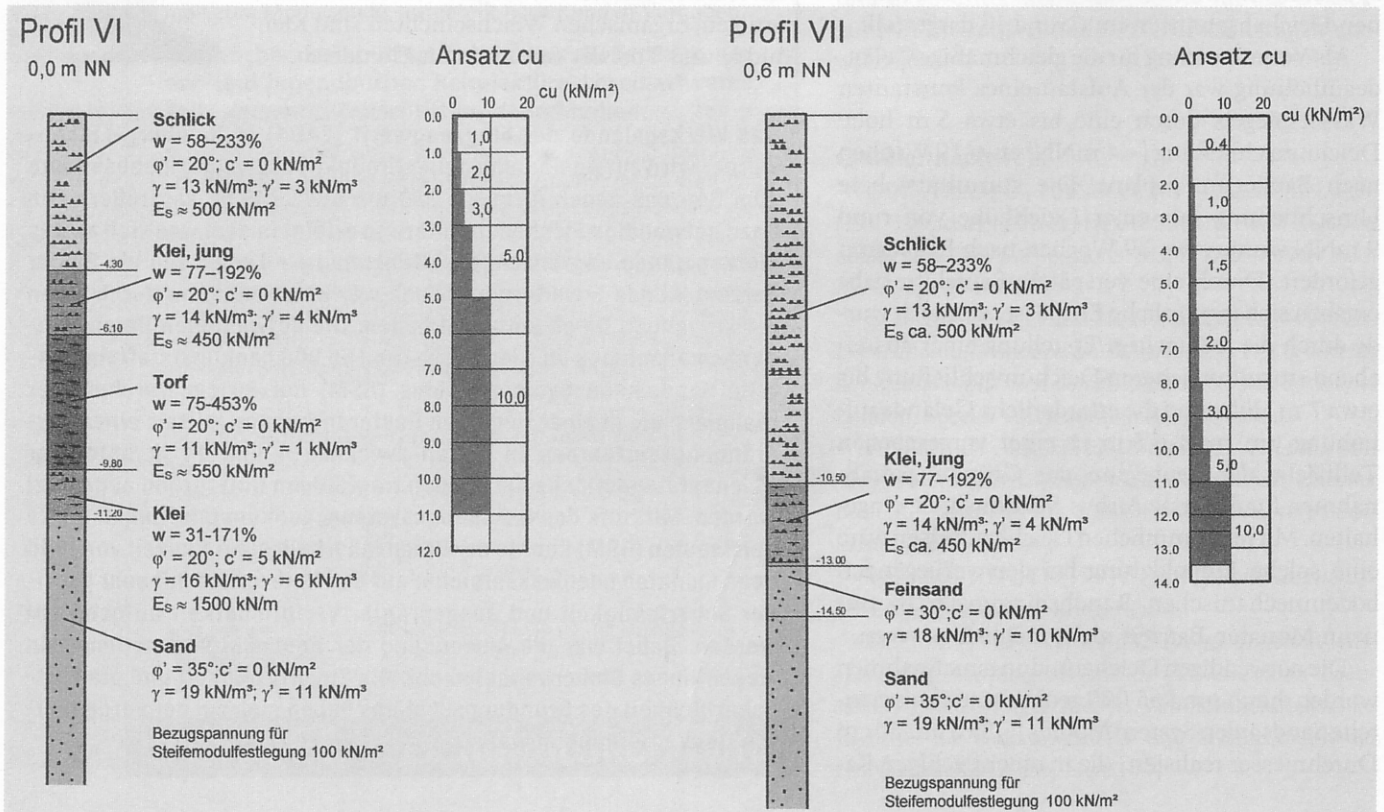 Profil VI
0,0 m NN
Ansatz cu
cu (kN/m²)
0 10 20
0.0
1.0
2.0
3.0
4.0
5.0
6.0
7.0
8.0
9.0
10.0
11.0
12.0
1,0
2,0
3,0
5,0
10,0
Schlick
w = 58–233%
φ' = 20°; c' = 0 kN/m²
γ = 13 kN/m³; γ' = 3 kN/m³
E_S ≈ 500 kN/m²
-4.30
Klei, jung
w = 77–192%
φ' = 20°; c' = 0 kN/m²
γ = 14 kN/m³; γ' = 4 kN/m³
-6.10
E_S ≈ 450 kN/m²
Torf
w = 75-453%
φ' = 20°; c' = 0 kN/m²
γ = 11 kN/m³; γ' = 1 kN/m³
-9.80
E_S ≈ 550 kN/m²
-11.20
Klei
w = 31-171%
φ' = 20°; c' = 5 kN/m²
γ = 16 kN/m³; γ' = 6 kN/m³
E_S ≈ 1500 kN/m
Sand
φ' = 35°; c' = 0 kN/m²
γ = 19 kN/m³; γ' = 11 kN/m³
Bezugspannung für
Steifemodulfestlegung 100 kN/m²
Profil VII
0,6 m NN
Ansatz cu
cu (kN/m²)
0 10 20
0.0
1.0
2.0
3.0
4.0
5.0
6.0
7.0
8.0
9.0
10.0
11.0
12.0
13.0
14.0
0,4
1,0
1,5
2,0
3,0
5,0
10,0
Schlick
w = 58–233%
φ' = 20°; c' = 0 kN/m²
γ = 13 kN/m³; γ' = 3 kN/m³
E_S ca. 500 kN/m²
Klei, jung
-10.50
w = 77–192%
φ' = 20°; c' = 0 kN/m²
γ = 14 kN/m³; γ' = 4 kN/m³
E_S ca. 450 kN/m²
-13.00
Feinsand
-14.50
φ' = 30°; c' = 0 kN/m²
γ = 18 kN/m³; γ' = 10 kN/m³
Sand
φ' = 35°; c' = 0 kN/m²
γ = 19 kN/m³; γ' = 11 kN/m³
Bezugspannung für
Steifemodulfestlegung 100 kN/m²